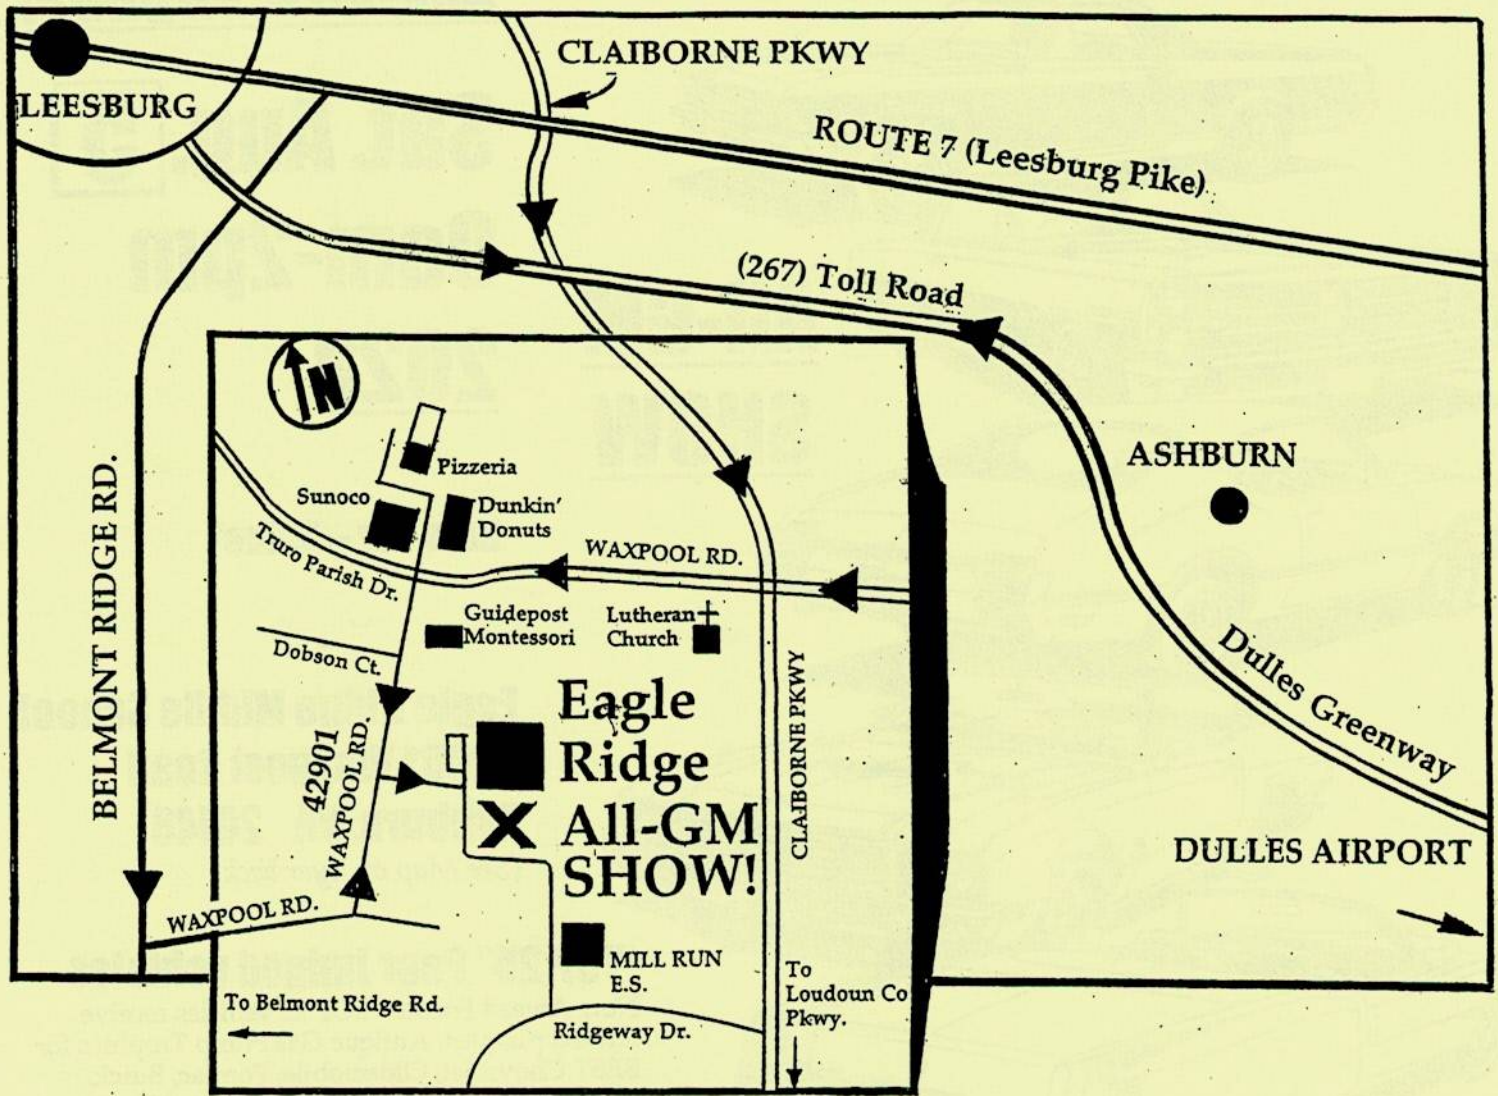 CLAIBORNE PKWY
LEESBURG
ROUTE 7 (Leesburg Pike)
(267) Toll Road
N
ASHBURN
Pizzeria
Sunoco
Dunkin'
Donuts
BELMONT RIDGE RD.
Truro Parish Dr.
WAXPOOL RD.
Guidepost
Montessori
Lutheran
Church
Dobson Ct.
Dulles Greenway
Eagle
Ridge
All-GM
SHOW!
X
42901
WAXPOOL RD.
CLAIBORNE PKWY
DULLES AIRPORT
WAXPOOL RD.
MILL RUN
E.S.
To
Loudoun Co
Pkwy.
To Belmont Ridge Rd.
Ridgeway Dr.